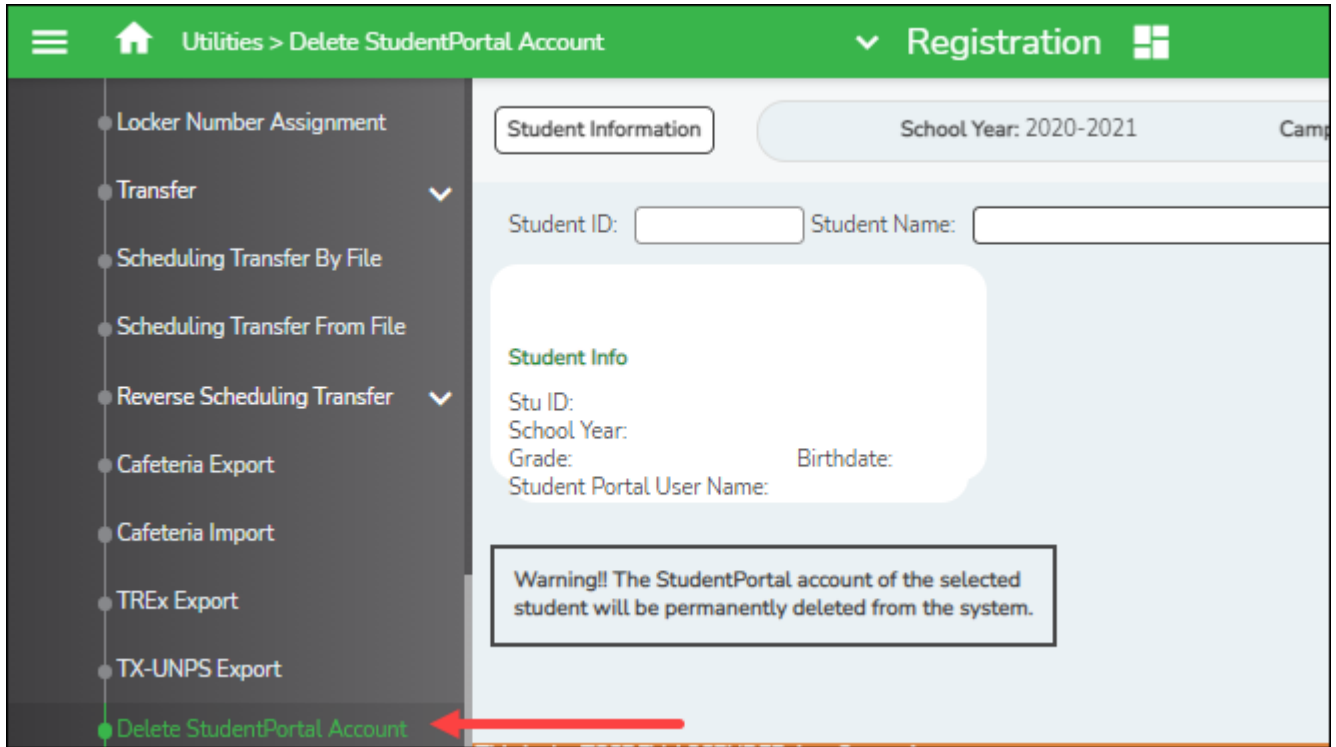 Utilities > Delete StudentPortal Account
Registration
Locker Number Assignment
Transfer
Scheduling Transfer By File
Scheduling Transfer From File
Reverse Scheduling Transfer
Cafeteria Export
Cafeteria Import
TREx Export
TX-UNPS Export
Delete StudentPortal Account
Student Information
School Year: 2020-2021
Student ID: Student Name:
Student Info
Stu ID:
School Year:
Grade: Birthdate:
Student Portal User Name:
Warning!! The StudentPortal account of the selected
student will be permanently deleted from the system.